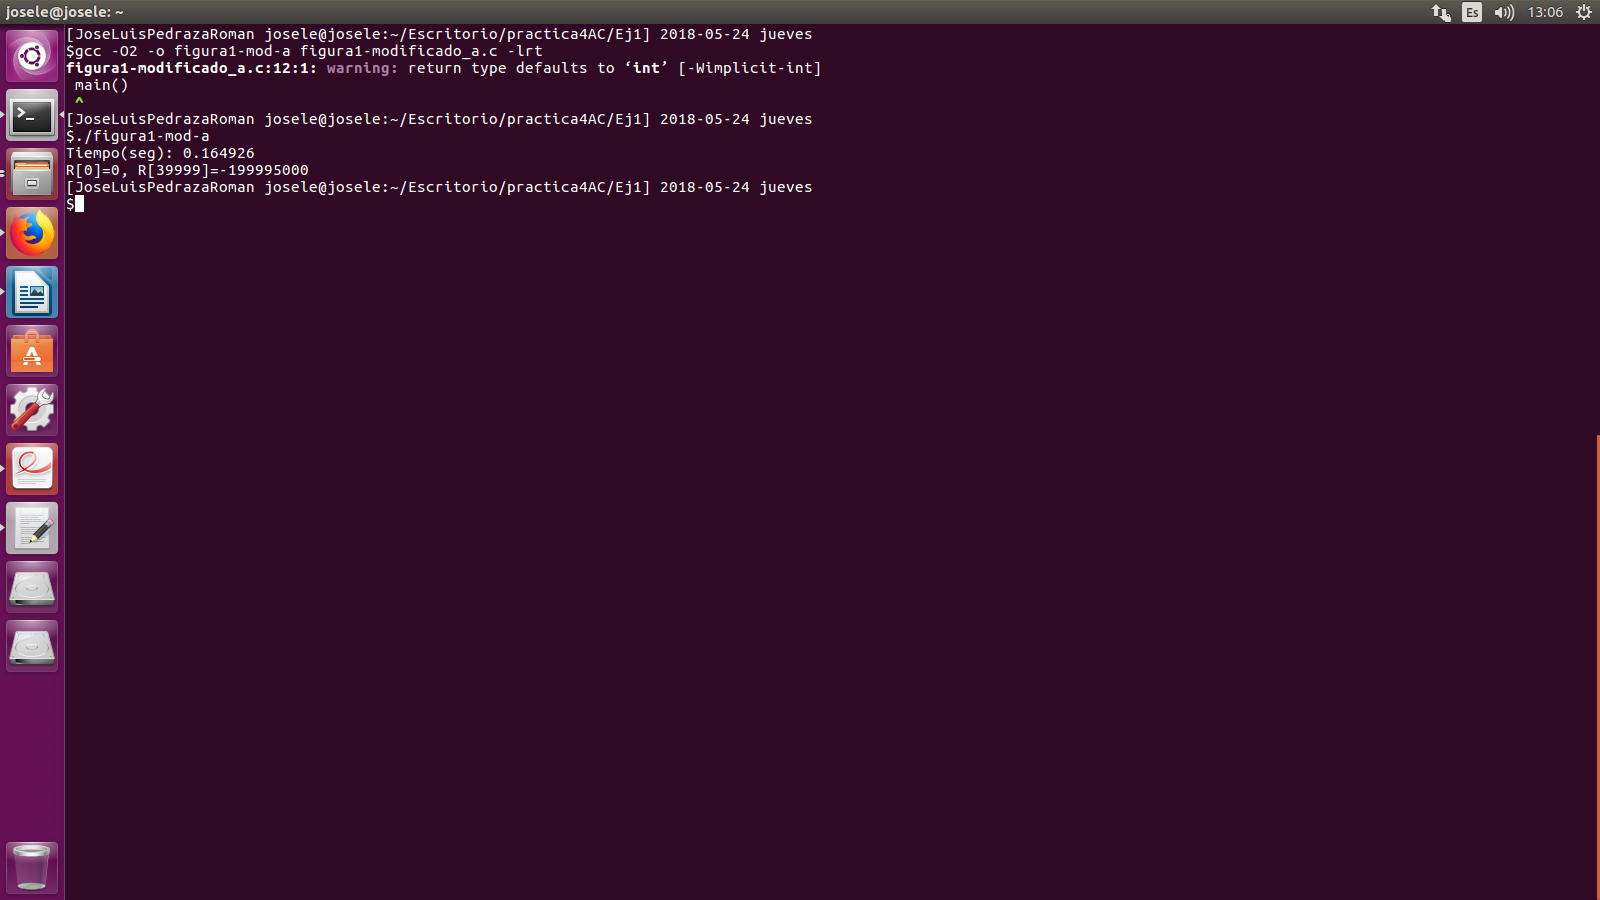 josele@josele: ~
Es
13:06
[JoseLuisPedrazaRoman josele@josele:~/Escritorio/practica4AC/Ej1] 2018-05-24 jueves
$gcc -O2 -o figura1-mod-a figura1-modificado_a.c -lrt
figura1-modificado_a.c:12:1: warning: return type defaults to ‘int’ [-Wimplicit-int]
main()
^
[JoseLuisPedrazaRoman josele@josele:~/Escritorio/practica4AC/Ej1] 2018-05-24 jueves
$./figura1-mod-a
Tiempo(seg): 0.164926
R[0]=0, R[39999]=-199995000
[JoseLuisPedrazaRoman josele@josele:~/Escritorio/practica4AC/Ej1] 2018-05-24 jueves
$